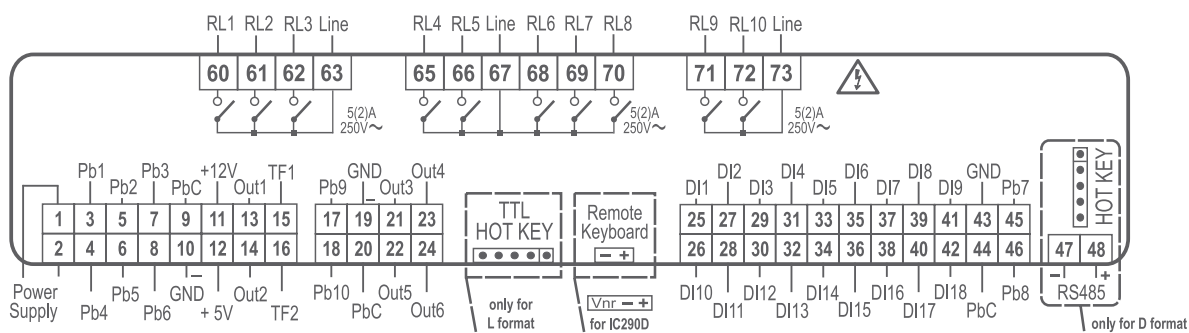 RL1 RL2 RL3 Line RL4 RL5 Line RL6 RL7 RL8 RL9 RL10 Line
60 61 62 63 65 66 67 68 69 70 71 72 73
5(2)A 5(2)A 5(2)A
250V~ 250V~ 250V~
HOT KEY
Pb1 Pb3 +12V TF1 GND Out4 DI2 DI4 DI6 DI8 GND
Pb2 PbC Out1 Pb9 Out3 DI1 DI3 DI5 DI7 DI9 Pb7
1 3 5 7 9 11 13 15 17 19 21 23 25 27 29 31 33 35 37 39 41 43 45
2 4 6 8 10 12 14 16 18 20 22 24 26 28 30 32 34 36 38 40 42 44 46
TTL
HOT KEY
Remote
Keyboard
– +
47 48
– +
RS485
Power
Supply
Pb5 GND Out2 Pb10 Out5 DI10 DI12 DI14 DI16 DI18 Pb8
Pb4 Pb6 + 5V TF2 PbC Out6 DI11 DI13 DI15 DI17 PbC
only for
L format
Vnr – +
for IC290D
only for D format